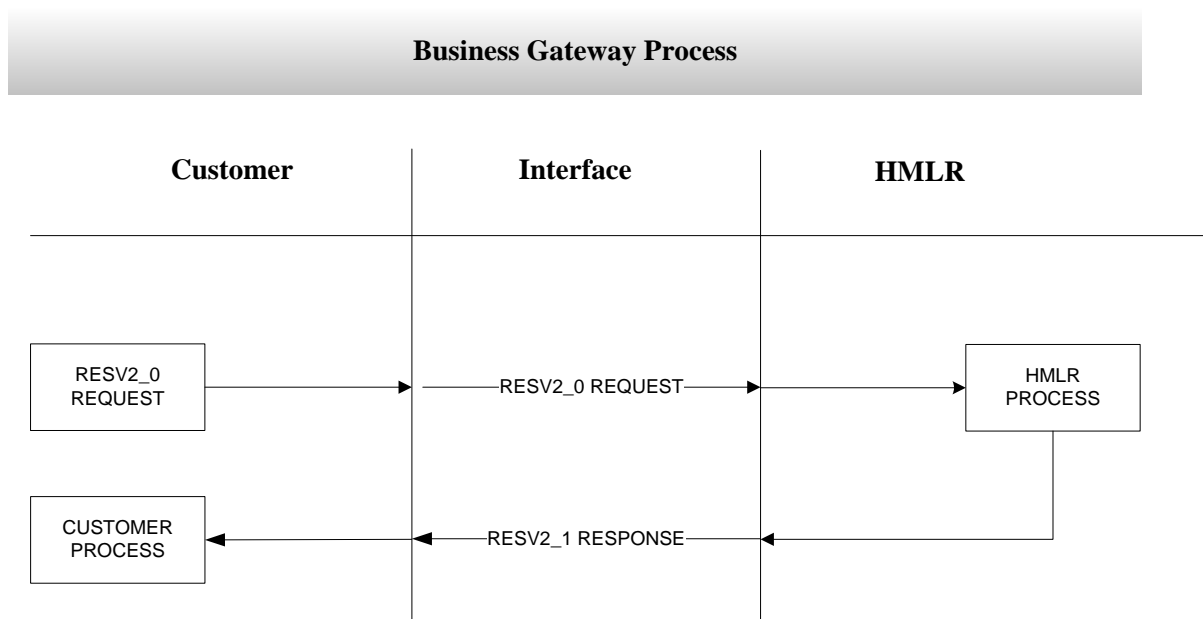 Business Gateway Process
Customer
Interface
HMLR
RESV2_0
REQUEST
RESV2_0 REQUEST
HMLR
PROCESS
CUSTOMER
PROCESS
RESV2_1 RESPONSE